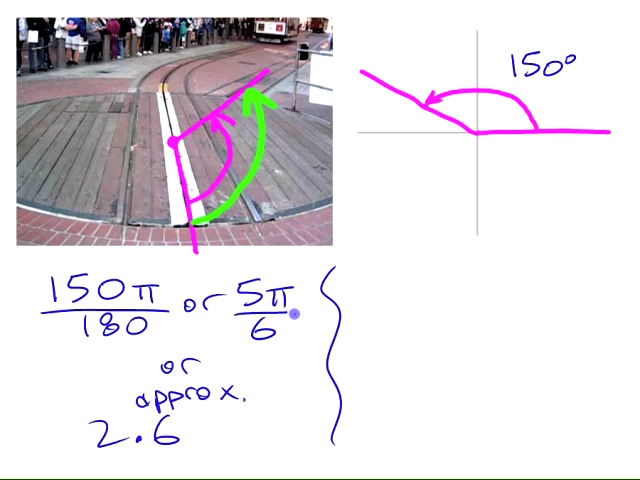 150°
150π/180 or 5π/6
or
approx.
2.6